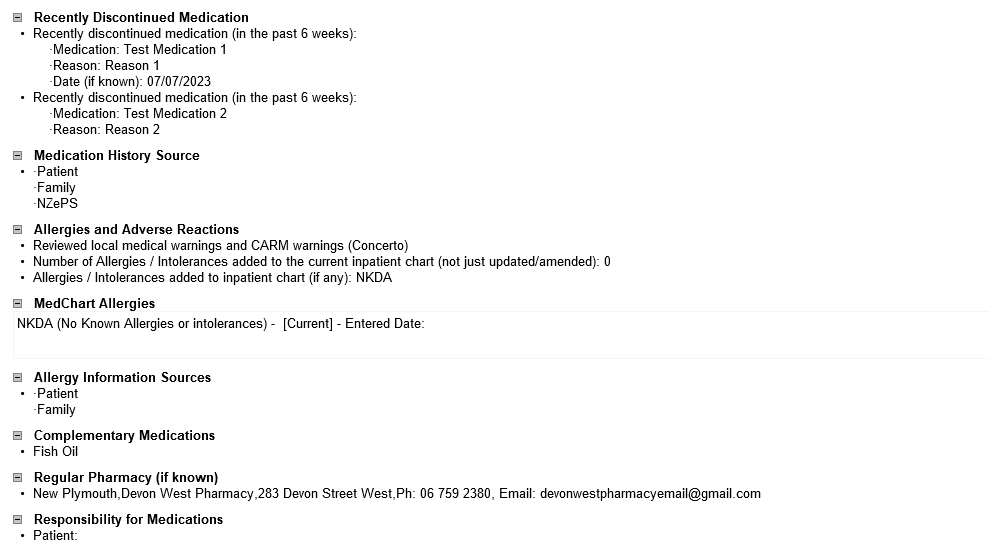 Recently Discontinued Medication
• Recently discontinued medication (in the past 6 weeks):
·Medication: Test Medication 1
·Reason: Reason 1
·Date (if known): 07/07/2023
• Recently discontinued medication (in the past 6 weeks):
·Medication: Test Medication 2
·Reason: Reason 2
Medication History Source
• ·Patient
·Family
·NZePS
Allergies and Adverse Reactions
• Reviewed local medical warnings and CARM warnings (Concerto)
• Number of Allergies / Intolerances added to the current inpatient chart (not just updated/amended): 0
• Allergies / Intolerances added to inpatient chart (if any): NKDA
MedChart Allergies
NKDA (No Known Allergies or intolerances) -  [Current] - Entered Date:
Allergy Information Sources
• ·Patient
·Family
Complementary Medications
• Fish Oil
Regular Pharmacy (if known)
• New Plymouth,Devon West Pharmacy,283 Devon Street West,Ph: 06 759 2380, Email: devonwestpharmacyemail@gmail.com
Responsibility for Medications
• Patient: